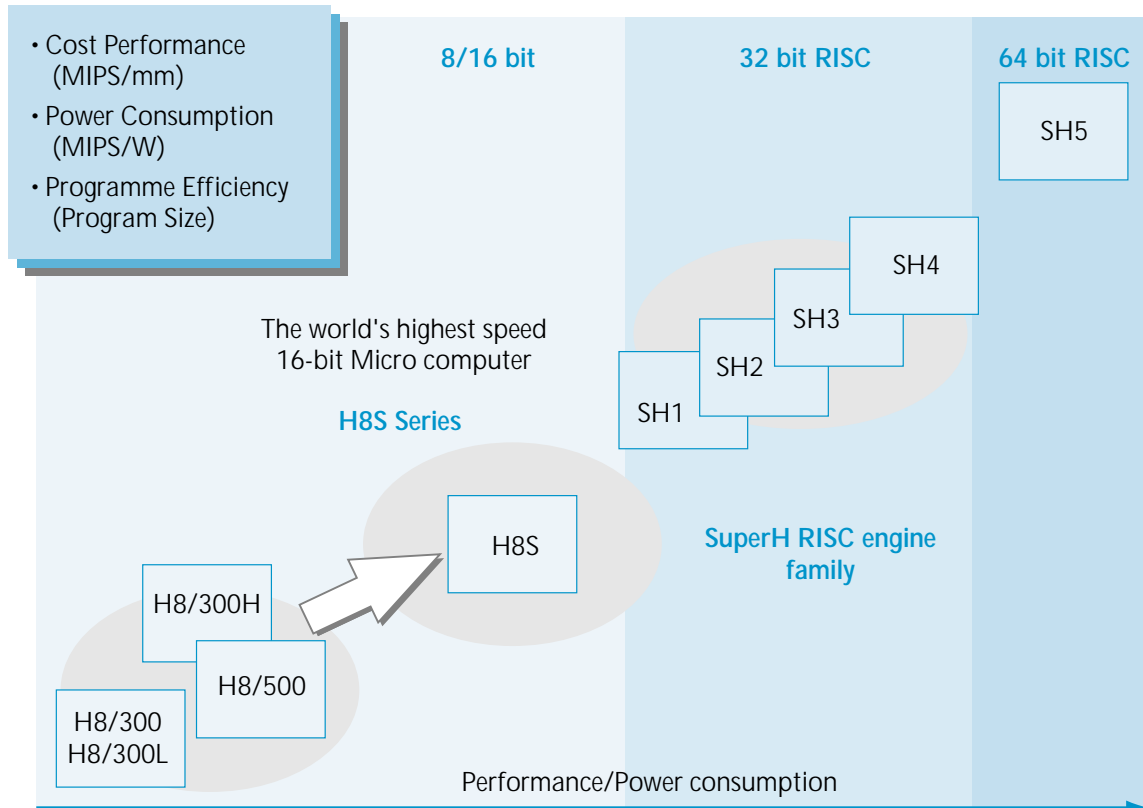 • Cost Performance
(MIPS/mm)
• Power Consumption
(MIPS/W)
• Programme Efficiency
(Program Size)
8/16 bit
32 bit RISC
64 bit RISC
SH5
SH4
SH3
SH2
SH1
The world's highest speed
16-bit Micro computer
H8S Series
H8S
SuperH RISC engine
family
H8/300H
H8/500
H8/300
H8/300L
Performance/Power consumption